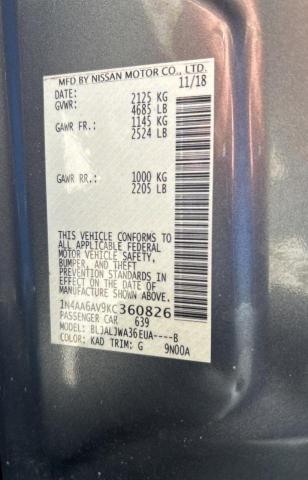 MFD BY NISSAN MOTOR CO., LTD.
DATE: 11/18
GVWR: 2125 KG
4685 LB
GAWR FR.: 1145 KG
2524 LB
GAWR RR.: 1000 KG
2205 LB
THIS VEHICLE CONFORMS TO
ALL APPLICABLE FEDERAL
MOTOR VEHICLE SAFETY,
BUMPER, AND THEFT
PREVENTION STANDARDS IN
EFFECT ON THE DATE OF
MANUFACTURE SHOWN ABOVE.
1N4AA6AV9KC360826
PASSENGER CAR 639
MODEL: BLJALJWA36EUA----B
COLOR: KAD TRIM: G 9N00A